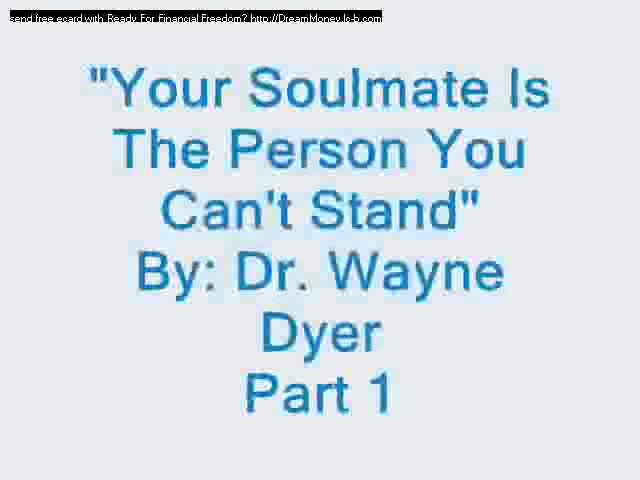 send free ecard with Ready For Financial Freedom? http://DreamMoney.lc-b.com
"Your Soulmate Is
The Person You
Can't Stand"
By: Dr. Wayne
Dyer
Part 1